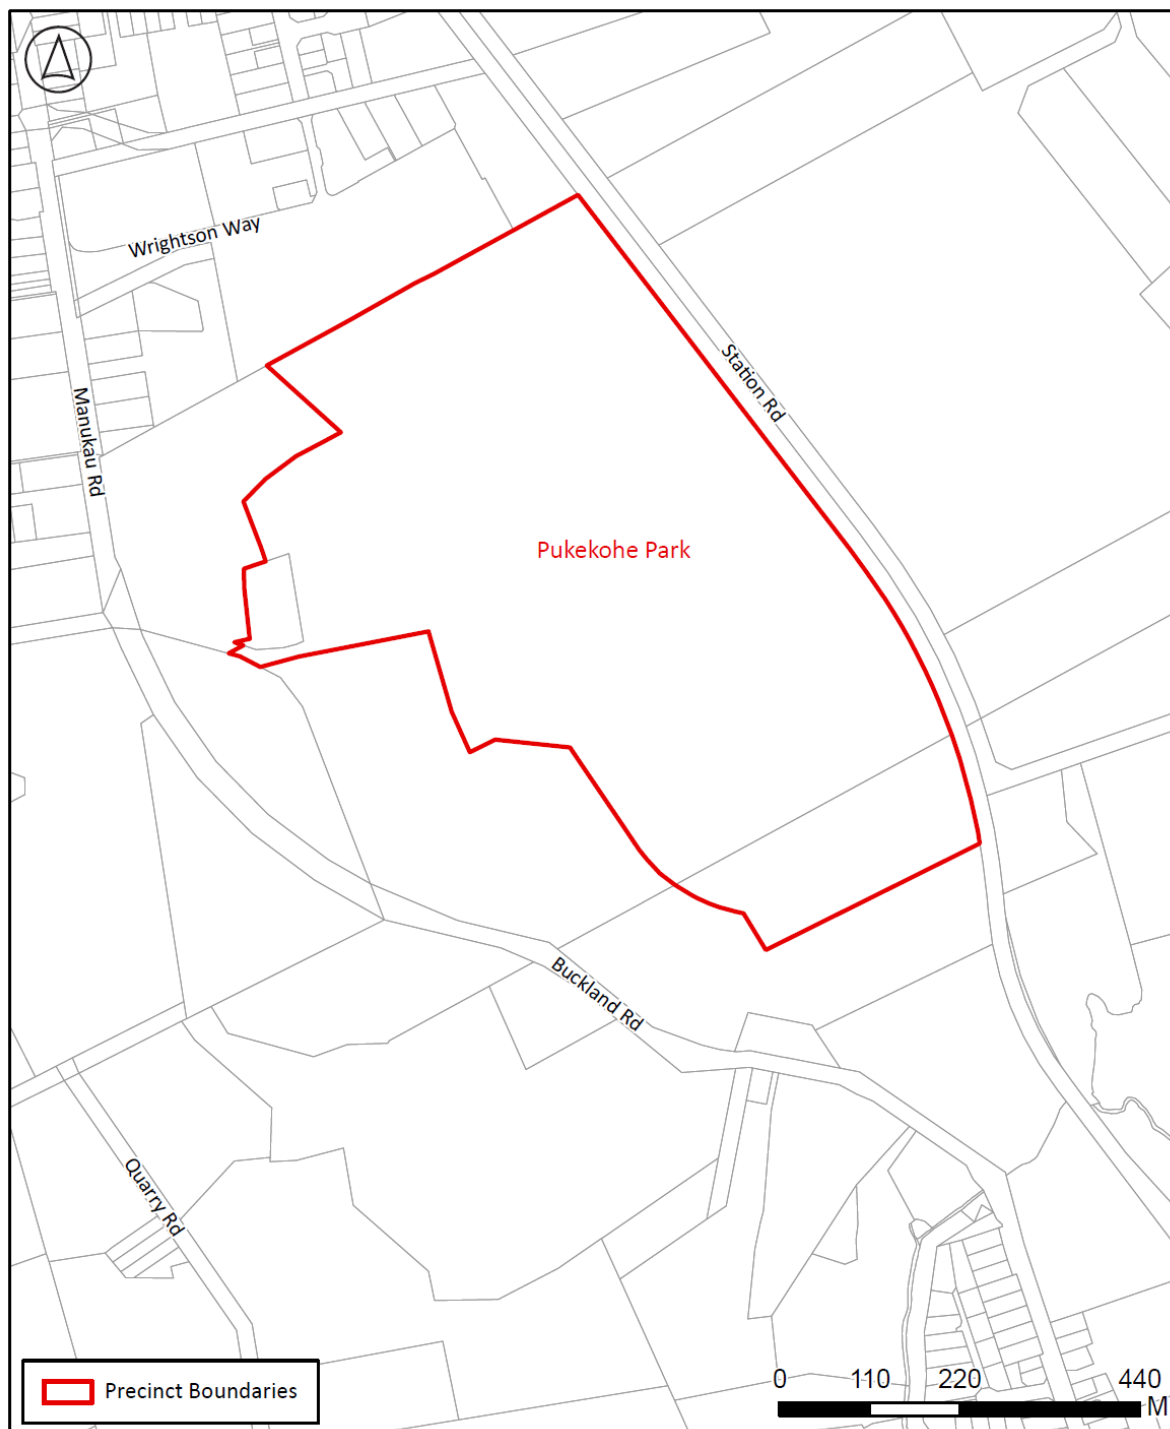 Wrightson Way
Station Rd
Manukau Rd
Pukekohe Park
Buckland Rd
Quarry Rd
Precinct Boundaries
0 110 220 440
M